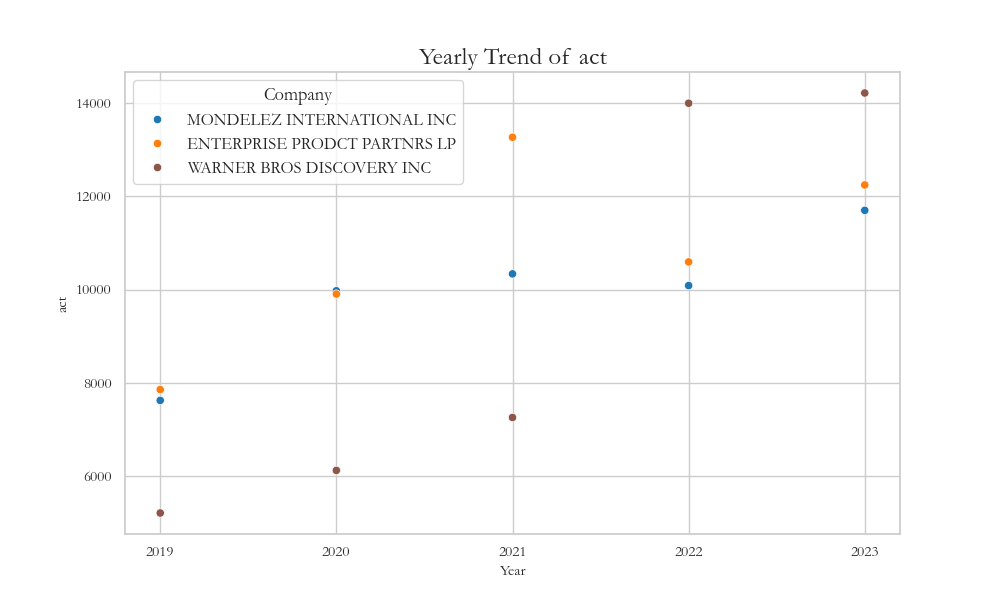 Yearly Trend of act
Company
MONDELEZ INTERNATIONAL INC
ENTERPRISE PRODCT PARTNRS LP
WARNER BROS DISCOVERY INC
14000
12000
10000
8000
6000
act
2019 2020 2021 2022 2023
Year